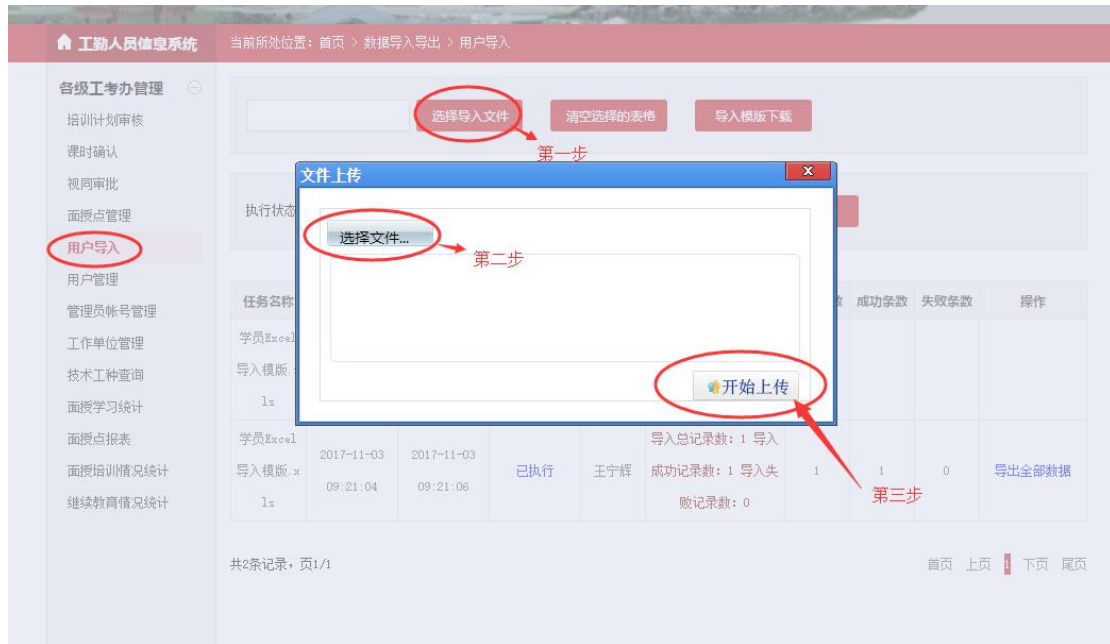 工勤人员信息系统
当前所处位置：首页 > 数据导入导出 > 用户导入
各级工考办管理
培训计划审核
课时确认
视同审批
面授点管理
用户导入
用户管理
管理员帐号管理
工作单位管理
技术工种查询
面授学习统计
面授点报表
面授培训情况统计
继续教育情况统计
选择导入文件
清空选择的表格
导入模版下载
第一步
文件上传
x
执行状态
选择文件...
第二步
开始上传
第三步
任务名称
成功条数
失败条数
操作
学员Excel
导入模版.
ls
学员Excel
导入模版.x
ls
2017-11-03
09:21:04
2017-11-03
09:21:06
已执行
王宁辉
导入总记录数：1 导入
成功记录数：1 导入失
败记录数：0
1
1
0
导出全部数据
共2条记录，页1/1
首页 上页 1 下页 尾页